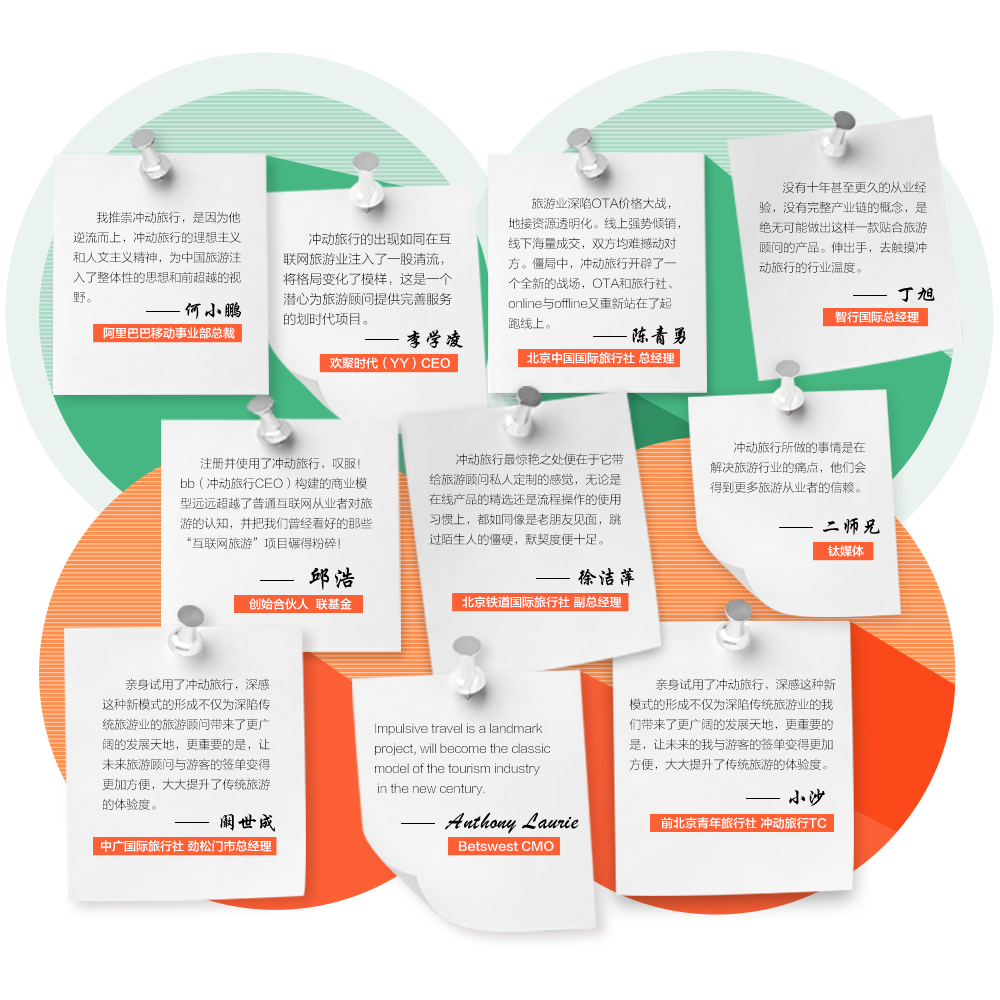 我推崇冲动旅行，是因为他
逆流而上，冲动旅行的理想主义
和人文主义精神，为中国旅游注
入了整体性的思想和前超越的视
野。
—— 何小鹏
阿里巴巴移动事业部总裁
冲动旅行的出现如同在互
联网旅游业注入了一股清流，
将格局变化了模样，这是一个
潜心为旅游顾问提供完善服务
的划时代项目。
—— 李学凌
欢聚时代（YY）CEO
旅游业深陷OTA价格大战，
地接资源透明化。线上强势倾销，
线下海量成交，双方均难撼动对
方。僵局中，冲动旅行开辟了一
个全新的战场，OTA和旅行社、
online与offline又重新站在了起
跑线上。
—— 陈青勇
北京中国国际旅行社 总经理
没有十年甚至更久的从业经
验，没有完整产业链的概念，是
绝无可能做出这样一款贴合旅游
顾问的产品。伸出手，去触摸冲
动旅行的行业温度。
—— 丁旭
智行国际总经理
注册并使用了冲动旅行，叹服！
bb（冲动旅行CEO）构建的商业模
型远远超越了普通互联网从业者对旅
游的认知，并把我们曾经看好的那些
“互联网旅游”项目碾得粉碎！
—— 邱浩
创始合伙人 联基金
冲动旅行最惊艳之处便在于它带
给旅游顾问私人定制的感觉，无论是
在线产品的精选还是流程操作的使用
习惯上，都如同像是老朋友见面，跳
过陌生人的僵硬，默契度便十足。
—— 徐洁萍
北京铁道国际旅行社 副总经理
冲动旅行所做的事情是在
解决旅游行业的痛点，他们会
得到更多旅游从业者的信赖。
—— 二师兄
钛媒体
亲身试用了冲动旅行，深感
这种新模式的形成不仅为深陷传
统旅游业的旅游顾问带来了更广
阔的发展天地，更重要的是，让
未来旅游顾问与游客的签单变得
更加方便，大大提升了传统旅游
的体验度。
—— 阚世成
中广国际旅行社 劲松门市总经理
Impulsive travel is a landmark
project, will become the classic
model of the tourism industry
in the new century.
—— Anthony Laurie
Betswest CMO
亲身试用了冲动旅行，深感这种新
模式的形成不仅为深陷传统旅游业的我
们带来了更广阔的发展天地，更重要的
是，让未来的我与游客的签单变得更加
方便，大大提升了传统旅游的体验度。
—— 小沙
前北京青年旅行社 冲动旅行TC